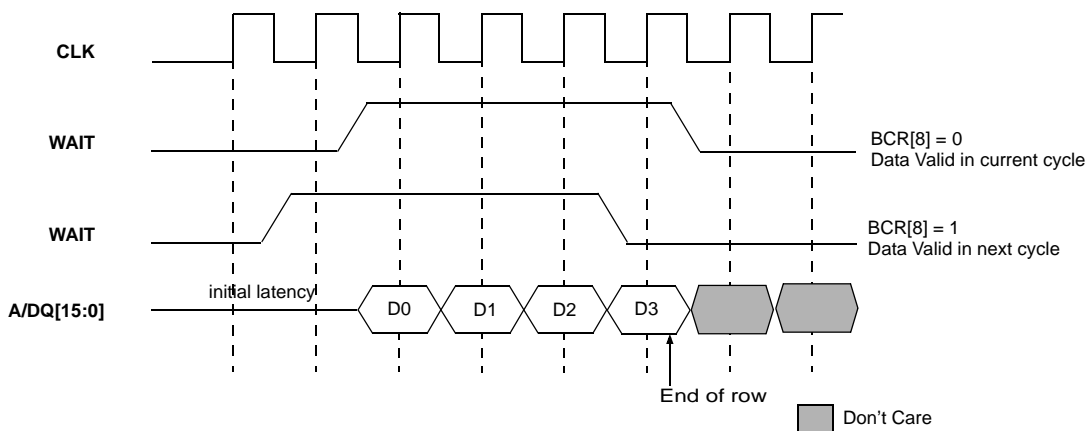 CLK
WAIT
BCR[8] = 0
Data Valid in current cycle
WAIT
BCR[8] = 1
Data Valid in next cycle
initial latency
A/DQ[15:0]
D0
D1
D2
D3
End of row
Don't Care